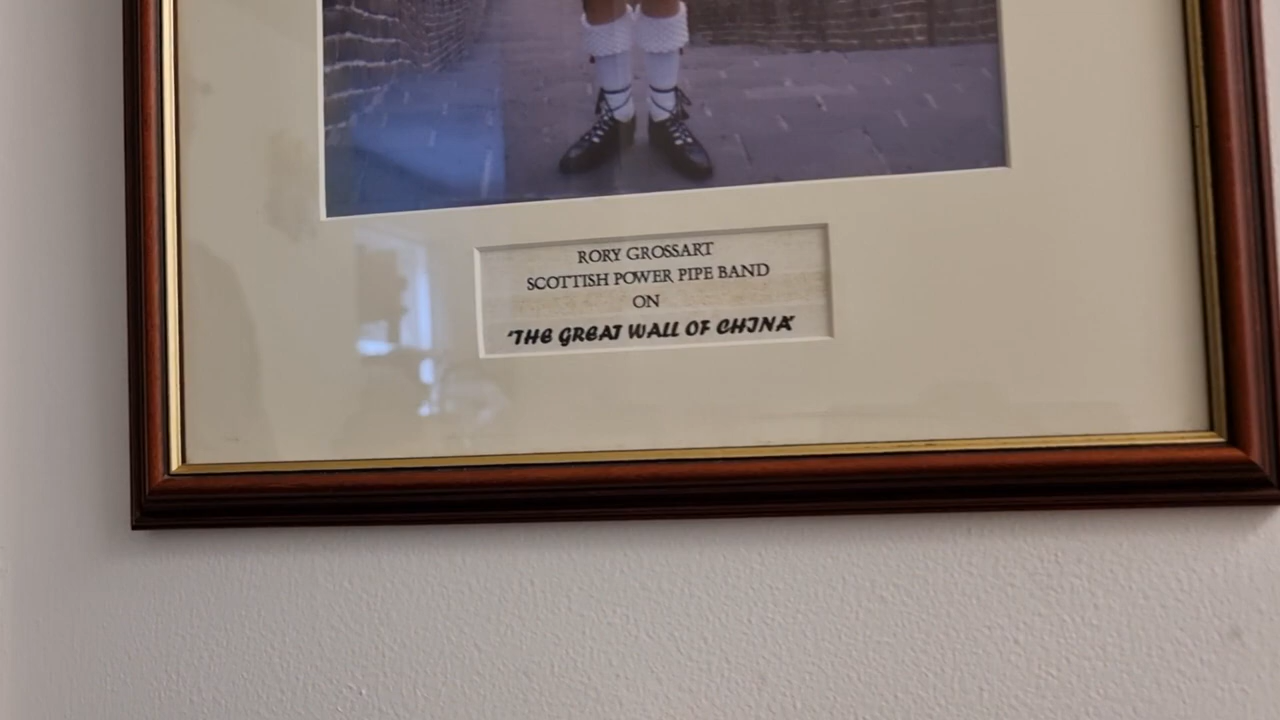 RORY GROSSART
SCOTTISH POWER PIPE BAND
ON
'THE GREAT WALL OF CHINA'